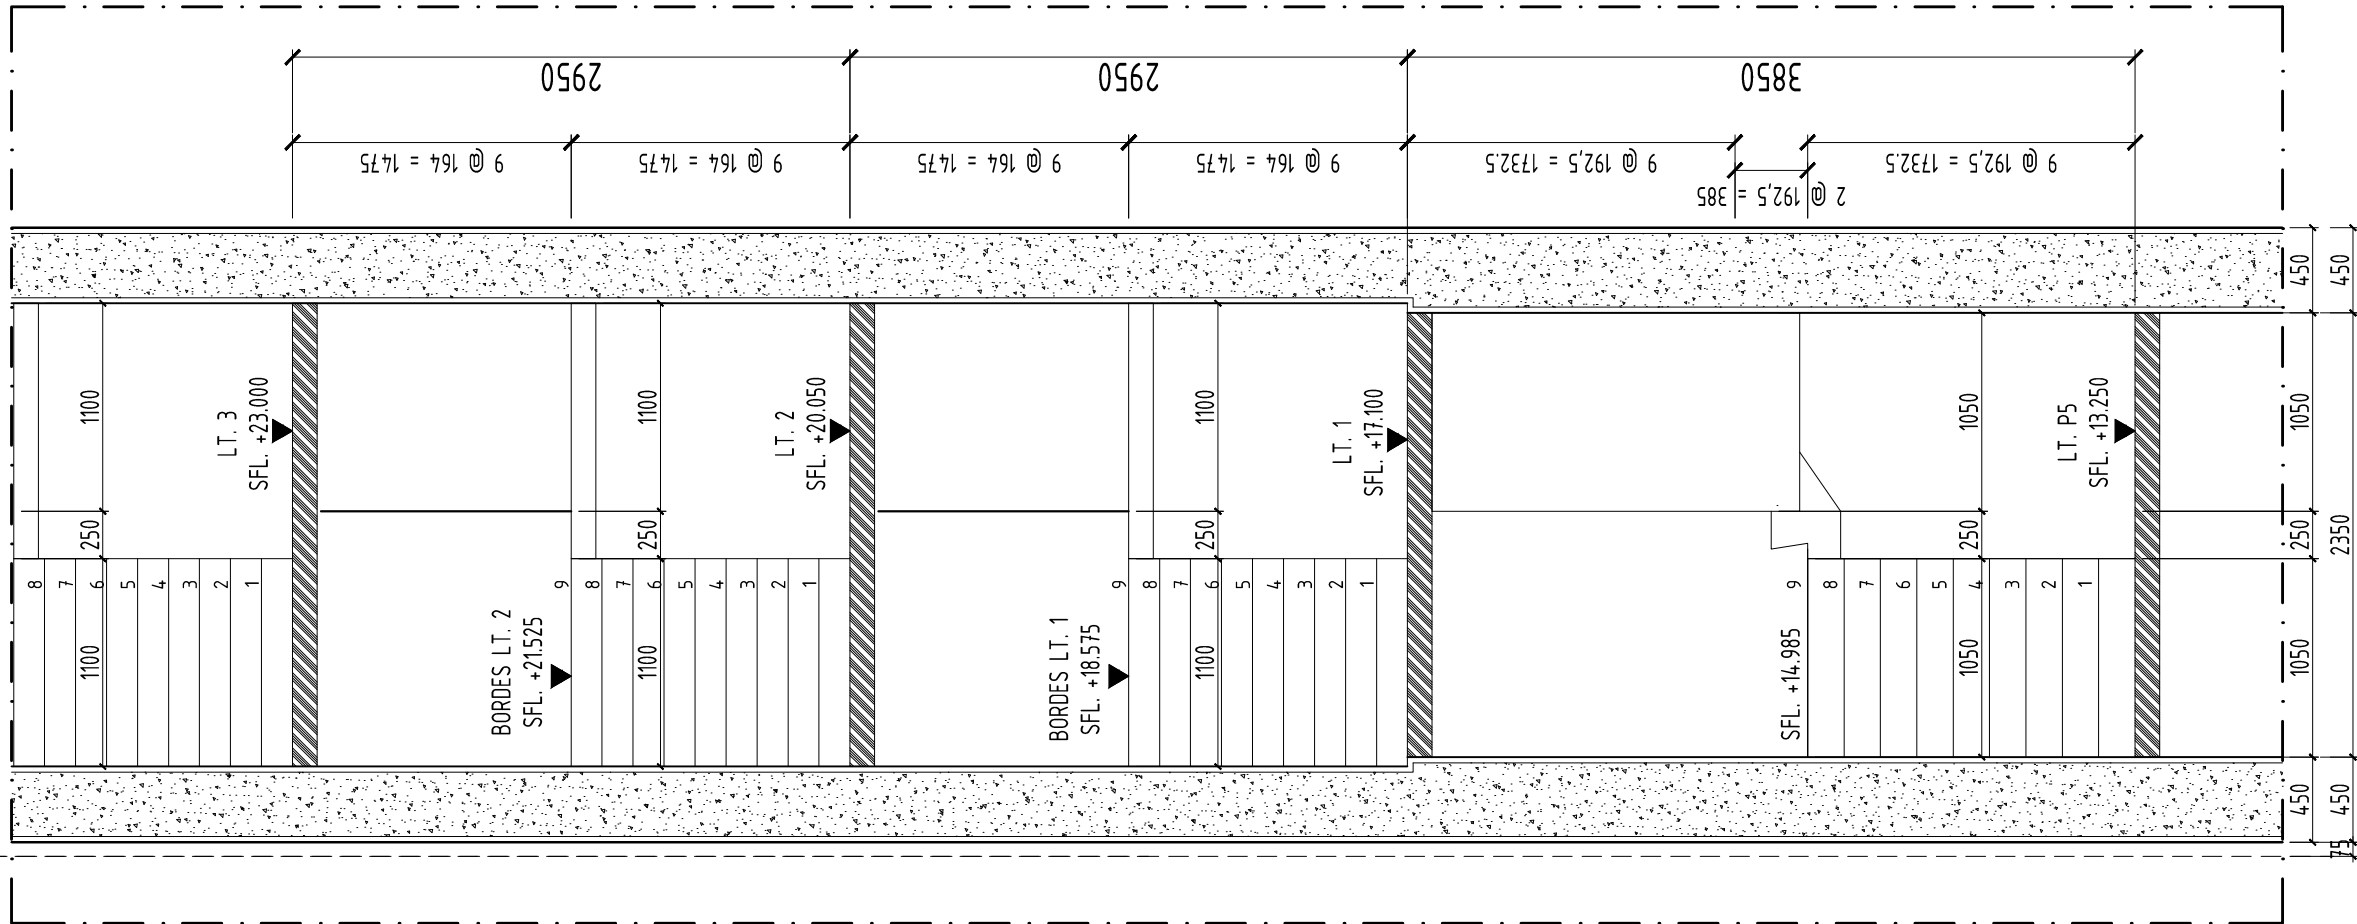 2950
2950
3850
9 @ 164 = 1475
9 @ 164 = 1475
9 @ 164 = 1475
9 @ 164 = 1475
9 @ 192,5 = 1732.5
2 @ 192,5 = 385
9 @ 192,5 = 1732.5
1100
250
1100
8
7
6
5
4
3
2
1
LT. 3
SFL. +23.000
BORDES LT. 2
SFL. +21.525
1100
250
1100
9
8
7
6
5
4
3
2
1
LT. 2
SFL. +20.050
BORDES LT. 1
SFL. +18.575
1100
250
1100
9
8
7
6
5
4
3
2
1
LT. 1
SFL. +17.100
SFL. +14.985
1050
250
1050
9
8
7
6
5
4
3
2
1
LT. P5
SFL. +13.250
450
1050
250
1050
450
450
2350
450
75